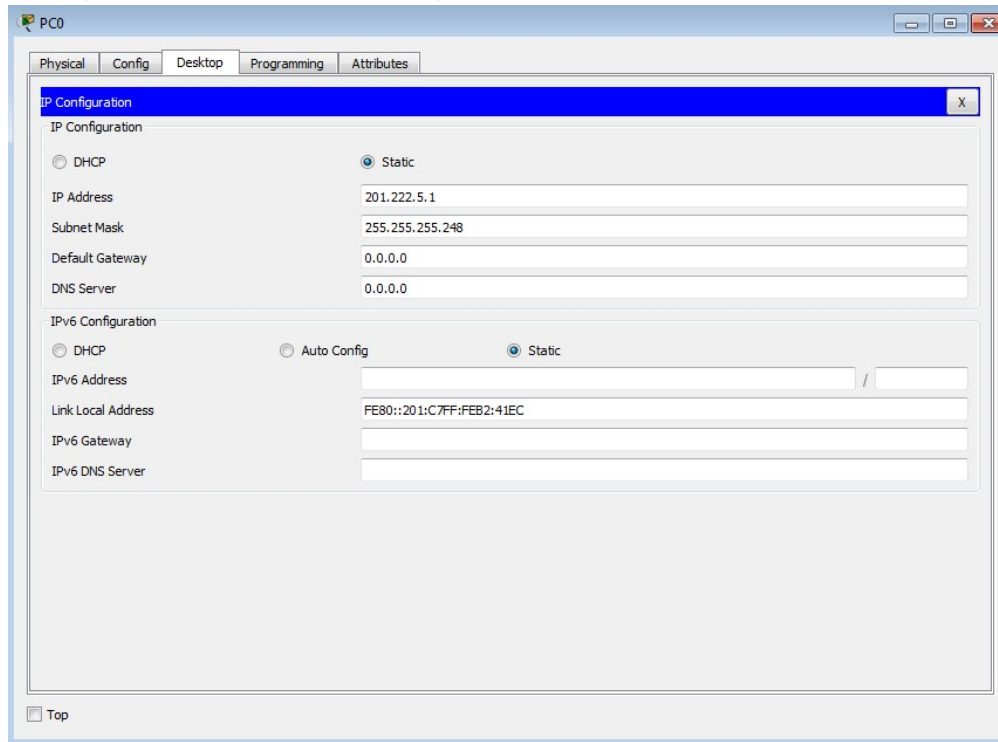 PC0
Physical Config Desktop Programming Attributes
IP Configuration X
IP Configuration
DHCP Static
IP Address 201.222.5.1
Subnet Mask 255.255.255.248
Default Gateway 0.0.0.0
DNS Server 0.0.0.0
IPv6 Configuration
DHCP Auto Config Static
IPv6 Address /
Link Local Address FE80::201:C7FF:FEB2:41EC
IPv6 Gateway
IPv6 DNS Server
Top